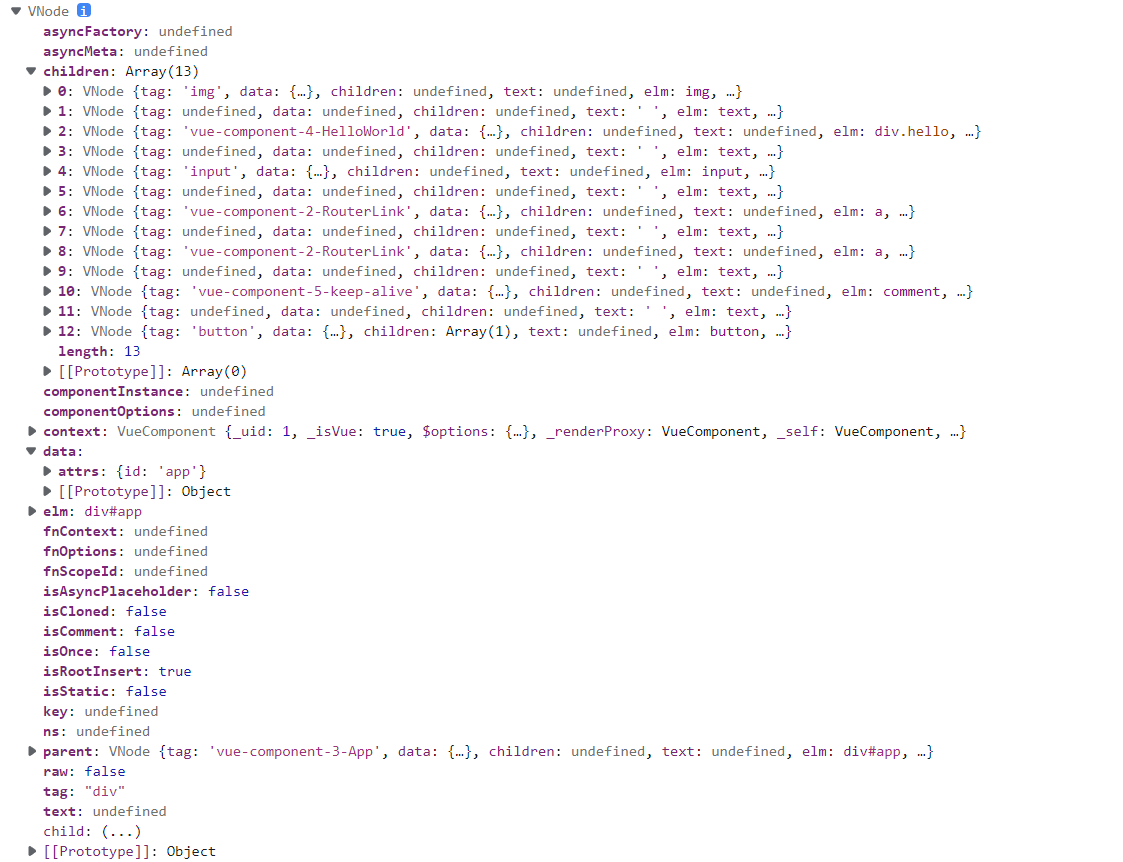 VNode i
asyncFactory: undefined
asyncMeta: undefined
children: Array(13)
0: VNode {tag: 'img', data: {…}, children: undefined, text: undefined, elm: img, …}
1: VNode {tag: undefined, data: undefined, children: undefined, text: ' ', elm: text, …}
2: VNode {tag: 'vue-component-4-HelloWorld', data: {…}, children: undefined, text: undefined, elm: div.hello, …}
3: VNode {tag: undefined, data: undefined, children: undefined, text: ' ', elm: text, …}
4: VNode {tag: 'input', data: {…}, children: undefined, text: undefined, elm: input, …}
5: VNode {tag: undefined, data: undefined, children: undefined, text: ' ', elm: text, …}
6: VNode {tag: 'vue-component-2-RouterLink', data: {…}, children: undefined, text: undefined, elm: a, …}
7: VNode {tag: undefined, data: undefined, children: undefined, text: ' ', elm: text, …}
8: VNode {tag: 'vue-component-2-RouterLink', data: {…}, children: undefined, text: undefined, elm: a, …}
9: VNode {tag: undefined, data: undefined, children: undefined, text: ' ', elm: text, …}
10: VNode {tag: 'vue-component-5-keep-alive', data: {…}, children: undefined, text: undefined, elm: comment, …}
11: VNode {tag: undefined, data: undefined, children: undefined, text: ' ', elm: text, …}
12: VNode {tag: 'button', data: {…}, children: Array(1), text: undefined, elm: button, …}
length: 13
[[Prototype]]: Array(0)
componentInstance: undefined
componentOptions: undefined
context: VueComponent {_uid: 1, _isVue: true, $options: {…}, _renderProxy: VueComponent, _self: VueComponent, …}
data:
attrs: {id: 'app'}
[[Prototype]]: Object
elm: div#app
fnContext: undefined
fnOptions: undefined
fnScopeId: undefined
isAsyncPlaceholder: false
isCloned: false
isComment: false
isOnce: false
isRootInsert: true
isStatic: false
key: undefined
ns: undefined
parent: VNode {tag: 'vue-component-3-App', data: {…}, children: undefined, text: undefined, elm: div#app, …}
raw: false
tag: "div"
text: undefined
child: (...)
[[Prototype]]: Object